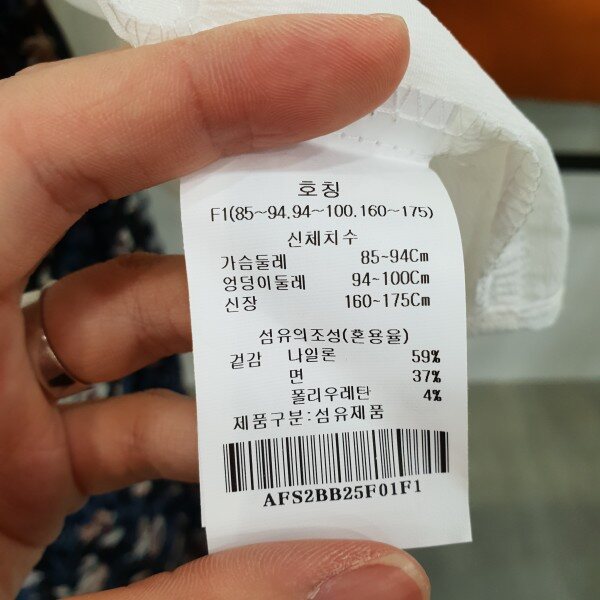 호칭
F1(85~94.94~100.160~175)
신체치수
가슴둘레 85~94Cm
엉덩이둘레 94~100Cm
신장 160~175Cm
섬유의조성(혼용율)
겉감 나일론 59%
면 37%
폴리우레탄 4%
제품구분:섬유제품
AFS2BB25F01F1